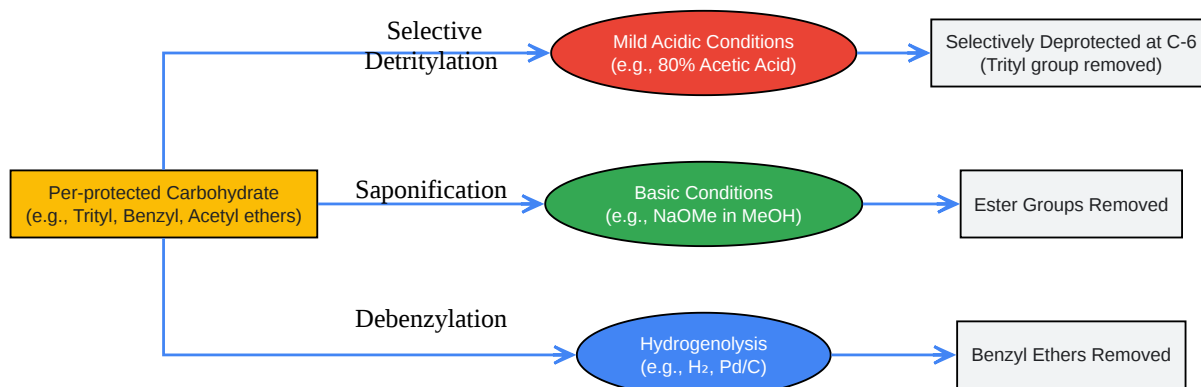 Selective
Detritylation
Mild Acidic Conditions
(e.g., 80% Acetic Acid)
Selectively Deprotected at C-6
(Trityl group removed)
Per-protected Carbohydrate
(e.g., Trityl, Benzyl, Acetyl ethers)
Saponification
Basic Conditions
(e.g., NaOMe in MeOH)
Ester Groups Removed
Debenzylation
Hydrogenolysis
(e.g., H₂, Pd/C)
Benzyl Ethers Removed